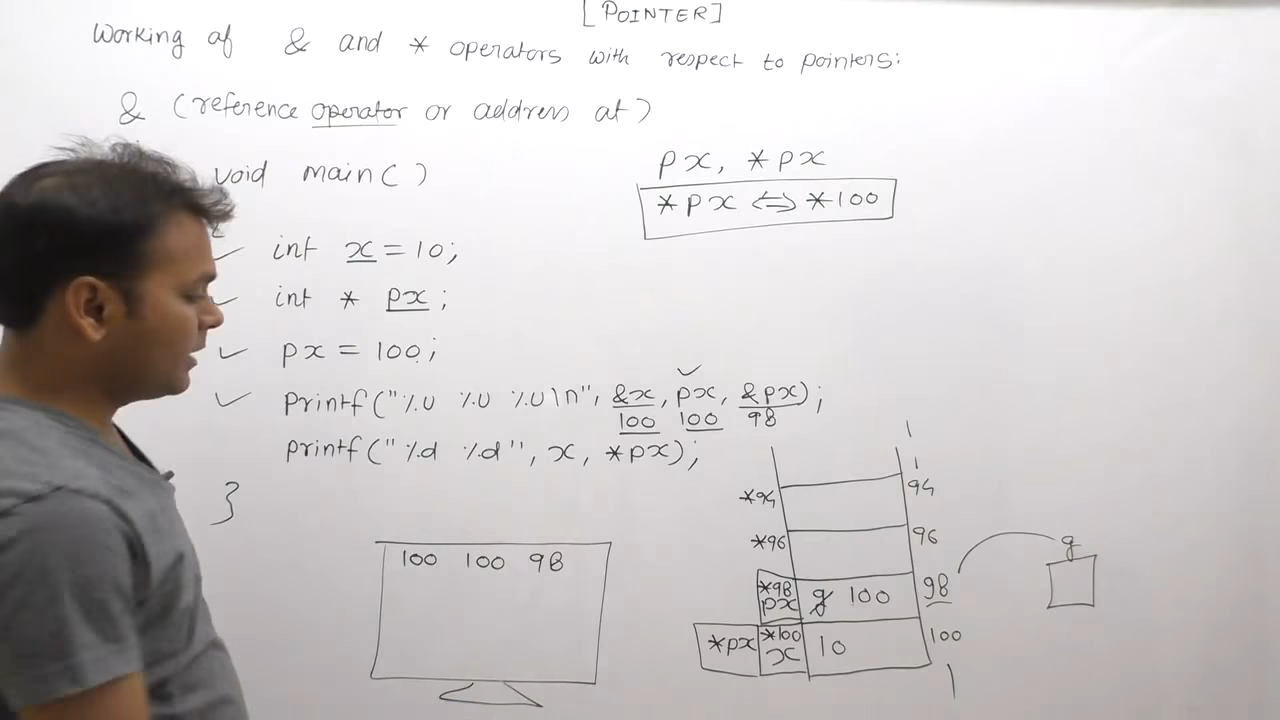 [POINTER]
Working of & and * operators with respect to pointers:
& (reference operator or address at)
void main()
px, *px
*px ⇔ *100
int x = 10;
int * px;
px = 100;
printf("%u %u %u\n", &x, px, &px);
100 100 98
printf("%d %d", x, *px);
}
100 100 98
*94 94
*96 96
g
*98 px g 100 98
*px *100 x 10 100